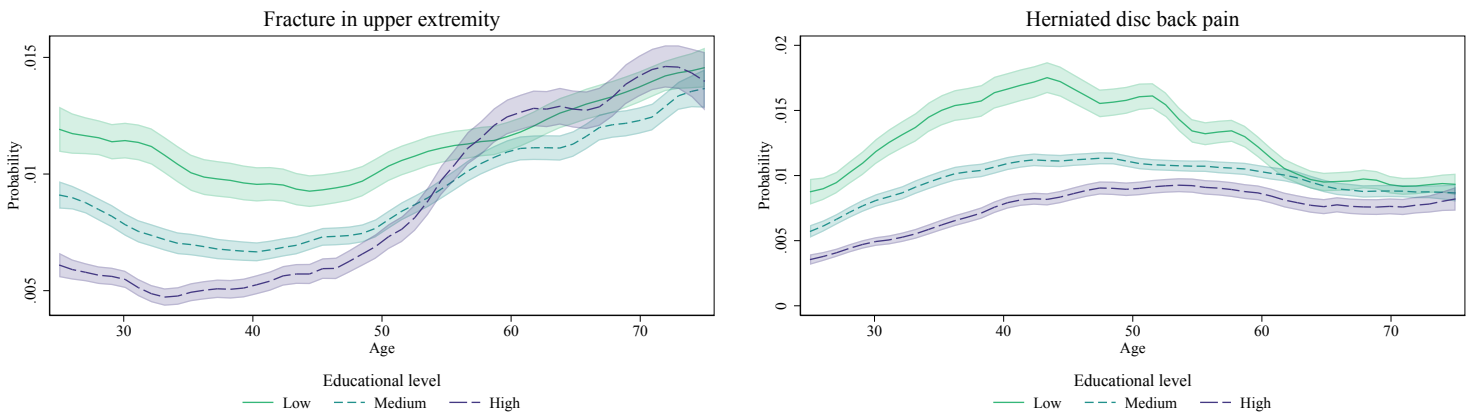 Fracture in upper extremity
Probability
.015
.01
.005
30 40 50 60 70
Age
Educational level
Low Medium High
Herniated disc back pain
Probability
.02
.015
.01
.005
0
30 40 50 60 70
Age
Educational level
Low Medium High